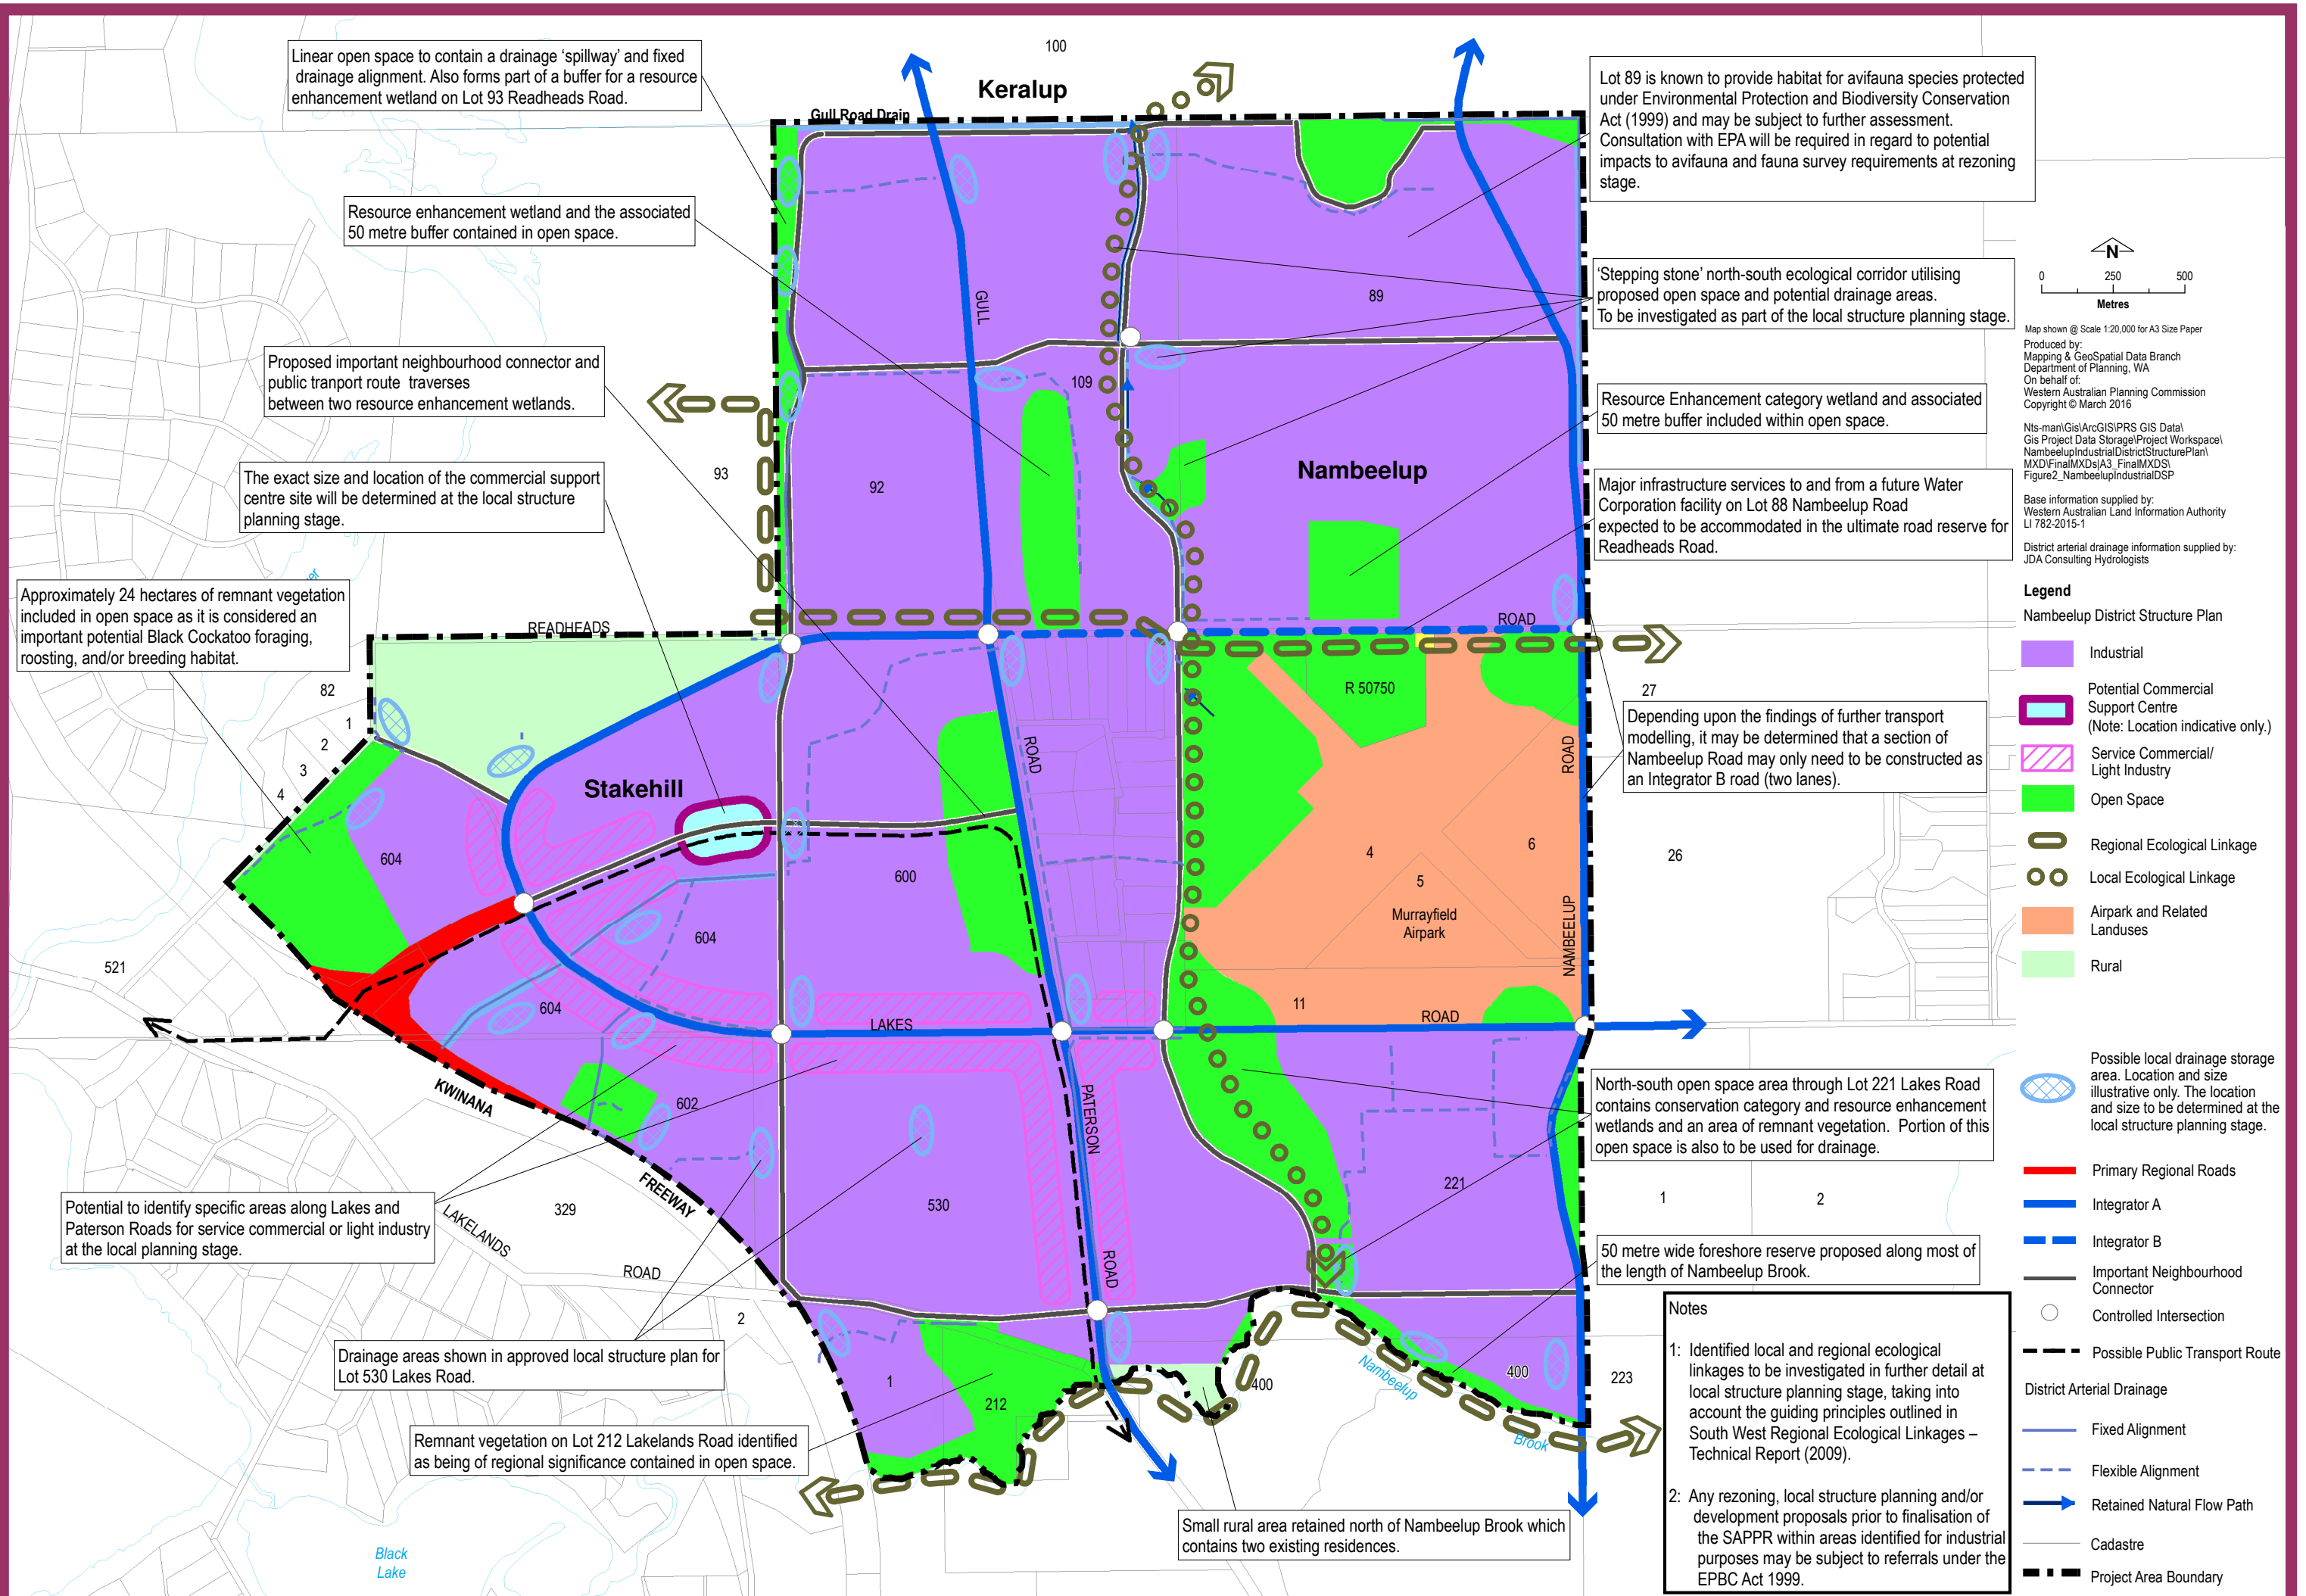 100
Keralup
Gull Road Drain
Linear open space to contain a drainage ‘spillway’ and fixed
drainage alignment. Also forms part of a buffer for a resource
enhancement wetland on Lot 93 Readheads Road.
Resource enhancement wetland and the associated
50 metre buffer contained in open space.
Proposed important neighbourhood connector and
public tranport route traverses
between two resource enhancement wetlands.
The exact size and location of the commercial support
centre site will be determined at the local structure
planning stage.
Approximately 24 hectares of remnant vegetation
included in open space as it is considered an
important potential Black Cockatoo foraging,
roosting, and/or breeding habitat.
Lot 89 is known to provide habitat for avifauna species protected
under Environmental Protection and Biodiversity Conservation
Act (1999) and may be subject to further assessment.
Consultation with EPA will be required in regard to potential
impacts to avifauna and fauna survey requirements at rezoning
stage.
‘Stepping stone’ north-south ecological corridor utilising
proposed open space and potential drainage areas.
To be investigated as part of the local structure planning stage.
Resource Enhancement category wetland and associated
50 metre buffer included within open space.
Major infrastructure services to and from a future Water
Corporation facility on Lot 88 Nambeelup Road
expected to be accommodated in the ultimate road reserve for
Readheads Road.
Depending upon the findings of further transport
modelling, it may be determined that a section of
Nambeelup Road may only need to be constructed as
an Integrator B road (two lanes).
North-south open space area through Lot 221 Lakes Road
contains conservation category and resource enhancement
wetlands and an area of remnant vegetation. Portion of this
open space is also to be used for drainage.
50 metre wide foreshore reserve proposed along most of
the length of Nambeelup Brook.
Potential to identify specific areas along Lakes and
Paterson Roads for service commercial or light industry
at the local planning stage.
Drainage areas shown in approved local structure plan for
Lot 530 Lakes Road.
Remnant vegetation on Lot 212 Lakelands Road identified
as being of regional significance contained in open space.
Small rural area retained north of Nambeelup Brook which
contains two existing residences.
GULL
89
109
93
92
Nambeelup
READHEADS
ROAD
82
1
2
3
4
R 50750
27
ROAD
ROAD
Stakehill
604
600
4
6
5
26
Murrayfield
Airpark
604
NAMBEELUP
521
604
11
LAKES
ROAD
KWINANA
602
PATERSON
FREEWAY
329
530
221
1
2
LAKELANDS
ROAD
ROAD
2
1
212
400
Nambeelup
400
223
Brook
Black
Lake
N
0
250
500
Metres
Map shown @ Scale 1:20,000 for A3 Size Paper
Produced by:
Mapping & GeoSpatial Data Branch
Department of Planning, WA
On behalf of:
Western Australian Planning Commission
Copyright © March 2016
Nts-man\Gis\ArcGIS\PRS GIS Data\
Gis Project Data Storage\Project Workspace\
NambeelupIndustrialDistrictStructurePlan\
MXD\FinalMXDs|A3_FinalMXDS\
Figure2_NambeelupIndustrialDSP
Base information supplied by:
Western Australian Land Information Authority
LI 782-2015-1
District arterial drainage information supplied by:
JDA Consulting Hydrologists
Legend
Nambeelup District Structure Plan
Industrial
Potential Commercial
Support Centre
(Note: Location indicative only.)
Service Commercial/
Light Industry
Open Space
Regional Ecological Linkage
Local Ecological Linkage
Airpark and Related
Landuses
Rural
Possible local drainage storage
area. Location and size
illustrative only. The location
and size to be determined at the
local structure planning stage.
Primary Regional Roads
Integrator A
Integrator B
Important Neighbourhood
Connector
Controlled Intersection
Possible Public Transport Route
District Arterial Drainage
Fixed Alignment
Flexible Alignment
Retained Natural Flow Path
Cadastre
Project Area Boundary
Notes
1: Identified local and regional ecological
linkages to be investigated in further detail at
local structure planning stage, taking into
account the guiding principles outlined in
South West Regional Ecological Linkages –
Technical Report (2009).
2: Any rezoning, local structure planning and/or
development proposals prior to finalisation of
the SAPPR within areas identified for industrial
purposes may be subject to referrals under the
EPBC Act 1999.